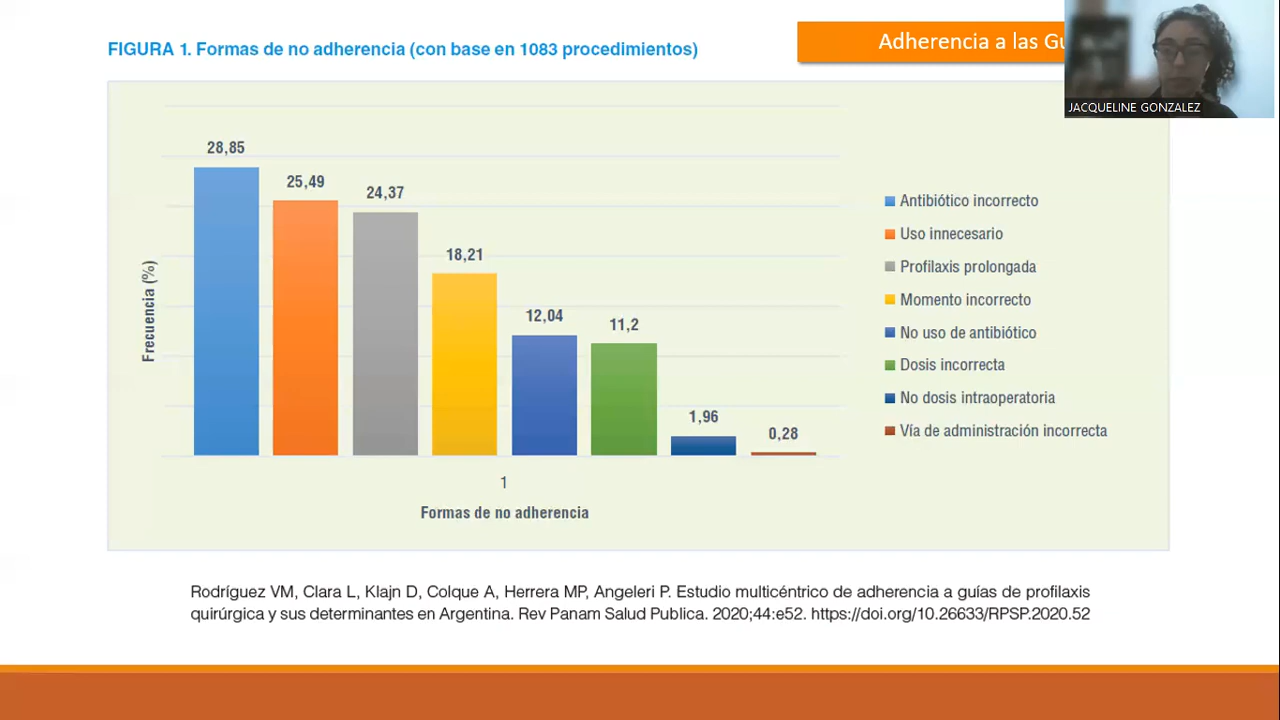 FIGURA 1. Formas de no adherencia (con base en 1083 procedimientos)
Adherencia a las
JACQUELINE GONZALEZ
28,85
25,49
24,37
18,21
12,04
11,2
1,96
0,28
Frecuencia (%)
1
Formas de no adherencia
Antibiótico incorrecto
Uso innecesario
Profilaxis prolongada
Momento incorrecto
No uso de antibiótico
Dosis incorrecta
No dosis intraoperatoria
Vía de administración incorrecta
Rodríguez VM, Clara L, Klajn D, Colque A, Herrera MP, Angeleri P. Estudio multicéntrico de adherencia a guías de profilaxis
quirúrgica y sus determinantes en Argentina. Rev Panam Salud Publica. 2020;44:e52. https://doi.org/10.26633/RPSP.2020.52